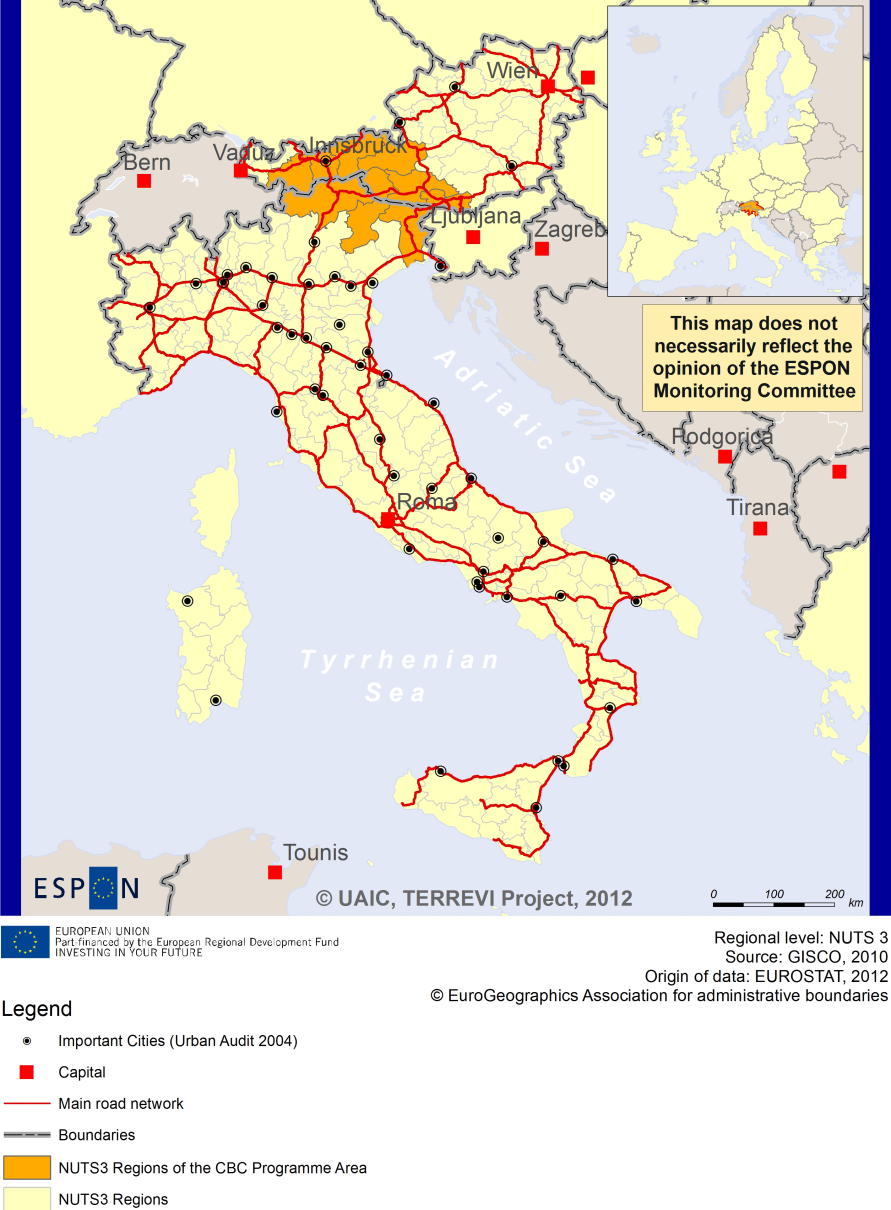 Wien
Innsbruck
Vaduz
Bern
Ljubljana
Zagreb
This map does not
necessarily reflect the
opinion of the ESPON
Monitoring Committee
Adriatic Sea
Podgorica
Roma
Tirana
Tyrrhenian
Sea
Tounis
ESPON
© UAIC, TERREVI Project, 2012
0 100 200
km
EUROPEAN UNION
Part-financed by the European Regional Development Fund
INVESTING IN YOUR FUTURE
Regional level: NUTS 3
Source: GISCO, 2010
Origin of data: EUROSTAT, 2012
© EuroGeographics Association for administrative boundaries
Legend
Important Cities (Urban Audit 2004)
Capital
Main road network
Boundaries
NUTS3 Regions of the CBC Programme Area
NUTS3 Regions